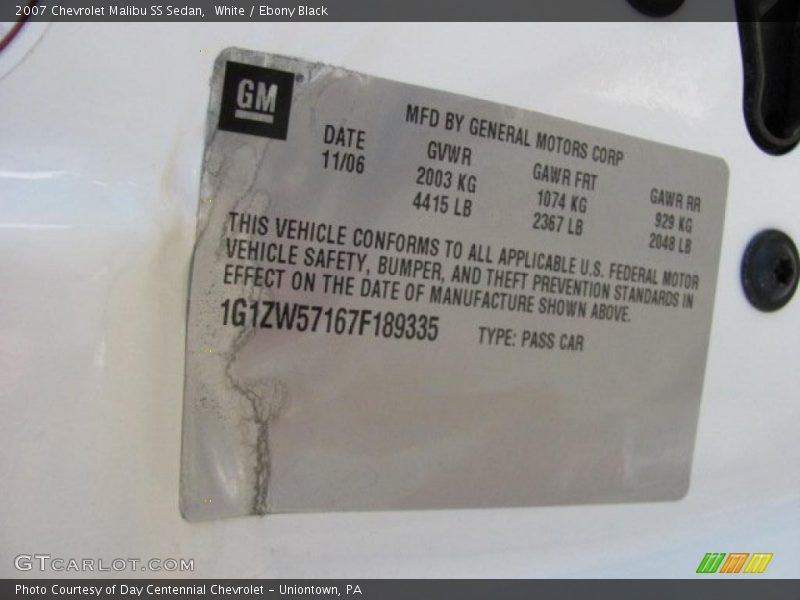 2007 Chevrolet Malibu SS Sedan, White / Ebony Black
GM
MFD BY GENERAL MOTORS CORP
DATE GVWR GAWR FRT GAWR RR
11/06 2003 KG 1074 KG 929 KG
4415 LB 2367 LB 2048 LB
THIS VEHICLE CONFORMS TO ALL APPLICABLE U.S. FEDERAL MOTOR
VEHICLE SAFETY, BUMPER, AND THEFT PREVENTION STANDARDS IN
EFFECT ON THE DATE OF MANUFACTURE SHOWN ABOVE.
1G1ZW57167F189335 TYPE: PASS CAR
GTCARLOT.COM
Photo Courtesy of Day Centennial Chevrolet - Uniontown, PA